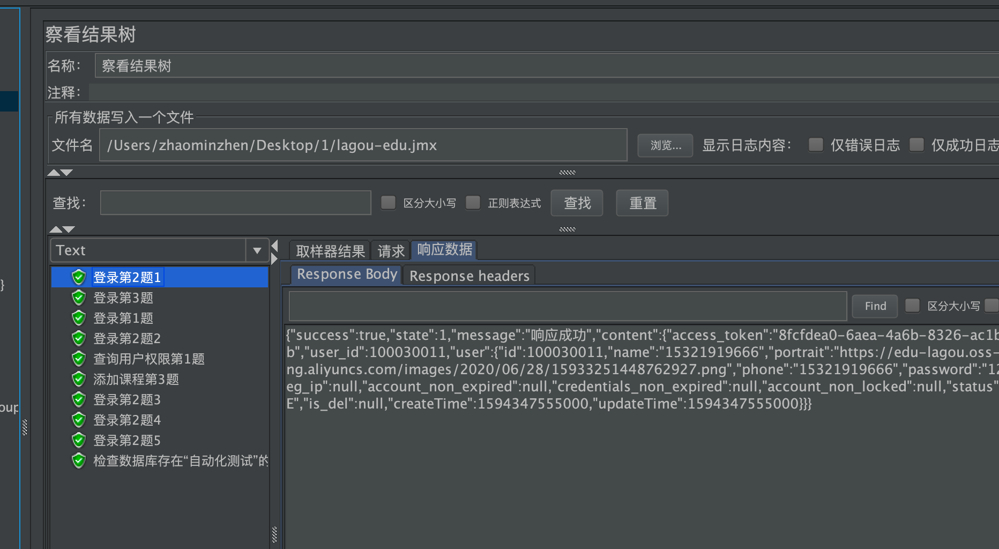 察看结果树
名称： 察看结果树
注释：
所有数据写入一个文件
文件名 /Users/zhaominzhen/Desktop/1/lagou-edu.jmx 浏览... 显示日志内容： 仅错误日志 仅成功日志
查找： 区分大小写 正则表达式 查找 重置
Text
取样器结果 请求 响应数据
Response Body Response headers
Find 区分大小写
登录第2题1
登录第3题
登录第1题
登录第2题2
查询用户权限第1题
添加课程第3题
登录第2题3
登录第2题4
登录第2题5
检查数据库存在“自动化测试”的
{"success":true,"state":1,"message":"响应成功","content":{"access_token":"8fcfdea0-6aea-4a6b-8326-ac1b
b","user_id":100030011,"user":{"id":100030011,"name":"15321919666","portrait":"https://edu-lagou.oss-
ng.aliyuncs.com/images/2020/06/28/15933251448762927.png","phone":"15321919666","password":"12
eg_ip":null,"account_non_expired":null,"credentials_non_expired":null,"account_non_locked":null,"status"
E","is_del":null,"createTime":1594347555000,"updateTime":1594347555000}}}
}
oup